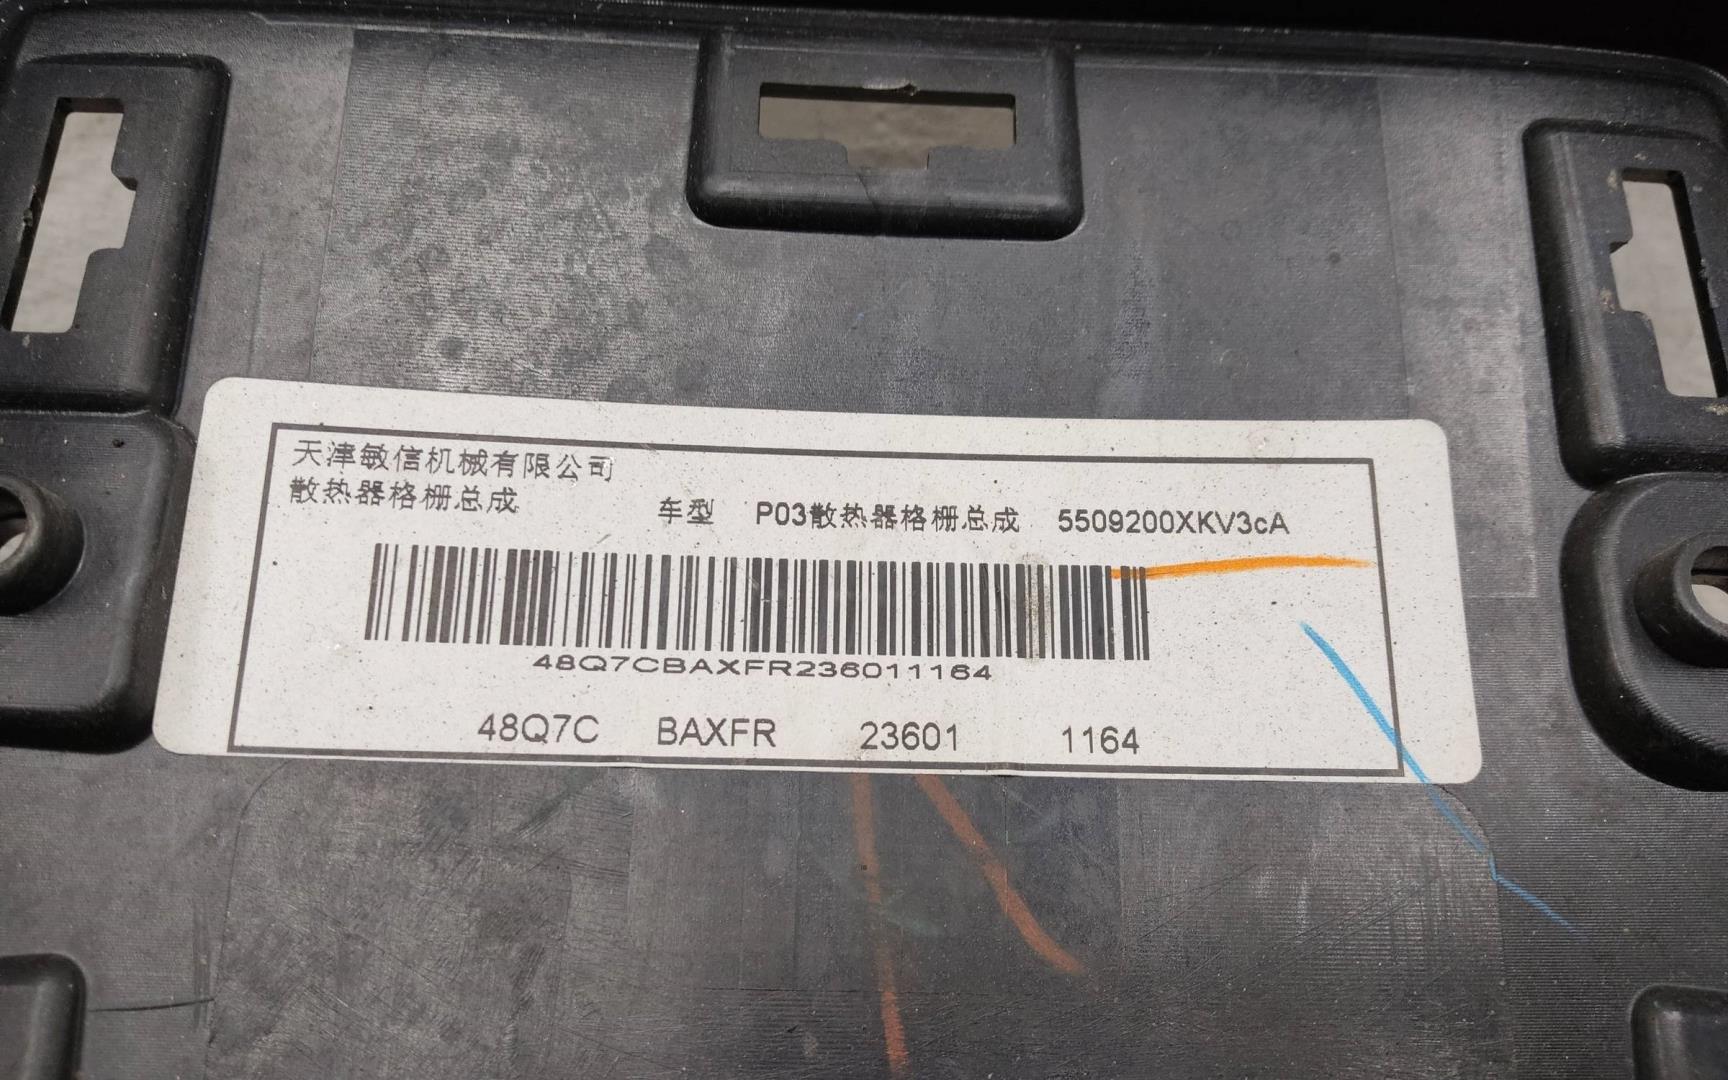 天津敏信机械有限公司
散热器格栅总成 车型 P03散热器格栅总成 5509200XKV3cA
48Q7CBAXFR236011164
48Q7C BAXFR 23601 1164